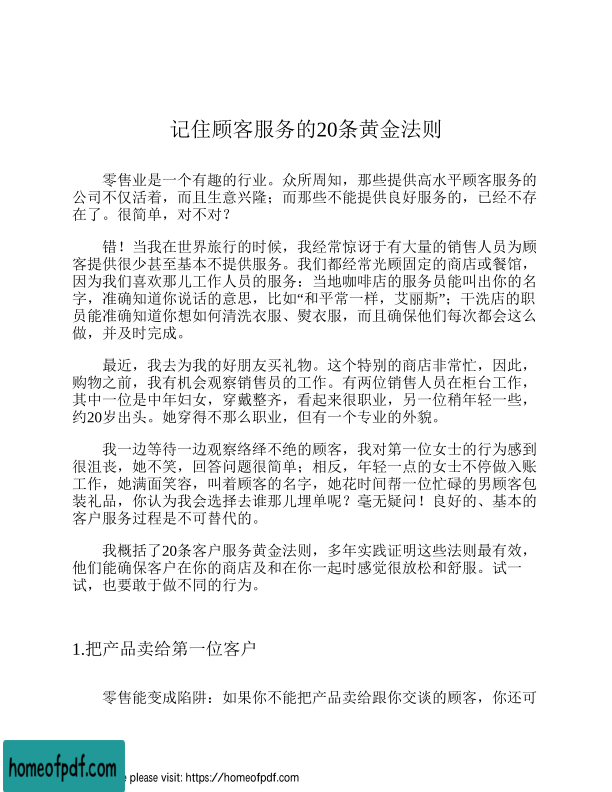 记住顾客服务的20条黄金法则
零售业是一个有趣的行业。众所周知，那些提供高水平顾客服务的
公司不仅活着，而且生意兴隆；而那些不能提供良好服务的，已经不存
在了。很简单，对不对？
错！当我在世界旅行的时候，我经常惊讶于有大量的销售人员为顾
客提供很少甚至基本不提供服务。我们都经常光顾固定的商店或餐馆，
因为我们喜欢那儿工作人员的服务：当地咖啡店的服务员能叫出你的名
字，准确知道你说话的意思，比如“和平常一样，艾丽斯”；干洗店的职
员能准确知道你想如何清洗衣服、熨衣服，而且确保他们每次都会这么
做，并及时完成。
最近，我去为我的好朋友买礼物。这个特别的商店非常忙，因此，
购物之前，我有机会观察销售员的工作。有两位销售人员在柜台工作，
其中一位是中年妇女，穿戴整齐，看起来很职业，另一位稍年轻一些，
约20岁出头。她穿得不那么职业，但有一个专业的外貌。
我一边等待一边观察络绎不绝的顾客，我对第一位女士的行为感到
很沮丧，她不笑，回答问题很简单；相反，年轻一点的女士不停做入账
工作，她满面笑容，叫着顾客的名字，她花时间帮一位忙碌的男顾客包
装礼品，你认为我会选择去谁那儿埋单呢？毫无疑问！良好的、基本的
客户服务过程是不可替代的。
我概括了20条客户服务黄金法则，多年实践证明这些法则最有效，
他们能确保客户在你的商店及和在你一起时感觉很放松和舒服。试一
试，也要敢于做不同的行为。
1.把产品卖给第一位客户
零售能变成陷阱：如果你不能把产品卖给跟你交谈的顾客，你还可
homeofpdf.com
e please visit: https://homeofpdf.com